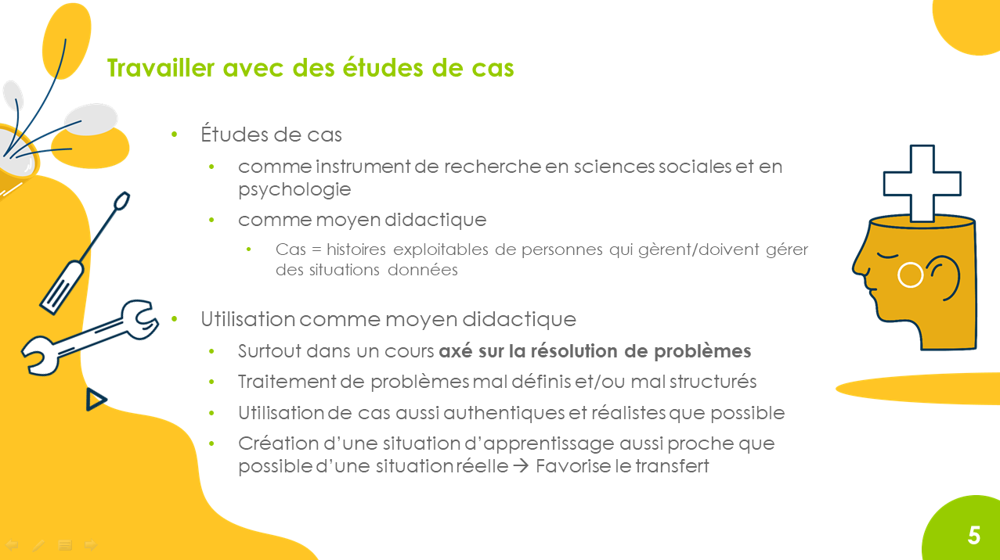 Travailler avec des études de cas
• Études de cas
• comme instrument de recherche en sciences sociales et en
psychologie
• comme moyen didactique
• Cas = histoires exploitables de personnes qui gèrent/doivent gérer
des situations données
• Utilisation comme moyen didactique
• Surtout dans un cours axé sur la résolution de problèmes
• Traitement de problèmes mal définis et/ou mal structurés
• Utilisation de cas aussi authentiques et réalistes que possible
• Création d’une situation d’apprentissage aussi proche que
possible d’une situation réelle → Favorise le transfert
5